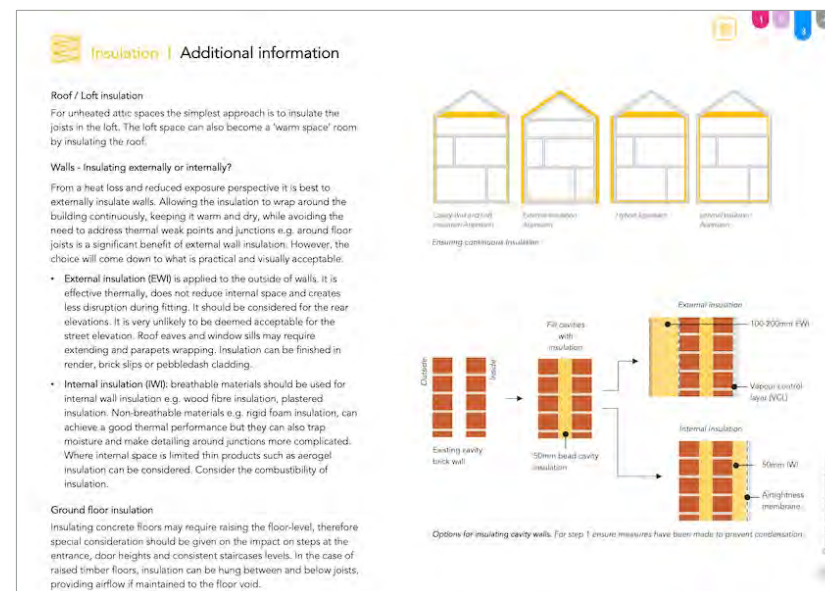 Insulation | Additional information
Roof / Loft insulation
For unheated attic spaces the simplest approach is to insulate the
joists in the loft. The loft space can also become a 'warm space' room
by insulating the roof.
Walls - Insulating externally or internally?
From a heat loss and reduced exposure perspective it is best to
externally insulate walls. Allowing the insulation to wrap around the
building continuously, keeping it warm and dry, while avoiding the
need to address thermal weak points and junctions e.g. around floor
joists is a significant benefit of external wall insulation. However, the
choice will come down to what is practical and visually acceptable.
• External insulation (EWI) is applied to the outside of walls. It is
effective thermally, does not reduce internal space and creates
less disruption during fitting. It should be considered for the rear
elevations. It is very unlikely to be deemed acceptable for the
street elevation. Roof eaves and window sills may require
extending and parapets wrapping. Insulation can be finished in
render, brick slips or pebbledash cladding.
• Internal insulation (IWI): breathable materials should be used for
internal wall insulation e.g. wood fibre insulation, plastered
insulation. Non-breathable materials e.g. rigid foam insulation, can
achieve a good thermal performance but they can also trap
moisture and make detailing around junctions more complicated.
Where internal space is limited thin products such as aerogel
insulation can be considered. Consider the combustibility of
insulation.
Ground floor insulation
Insulating concrete floors may require raising the floor-level, therefore
special consideration should be given on the impact on steps at the
entrance, door heights and consistent staircases levels. In the case of
raised timber floors, insulation can be hung between and below joists,
providing airflow if maintained to the floor void.
1
3
Insulation Approach
External Insulation
Approach
Hybrid Approach
Internal Insulation
Approach
Ensuring continuous Insulation
Outside
Inside
Existing cavity
brick wall
Fill cavities
with
insulation
50mm bead cavity
insulation
External insulation
100-200mm EWI
Vapour control
layer (VCL)
Internal insulation
50mm IWI
Airtightness
membrane
Options for insulating cavity walls. For step 1 ensure measures have been made to prevent condensation.